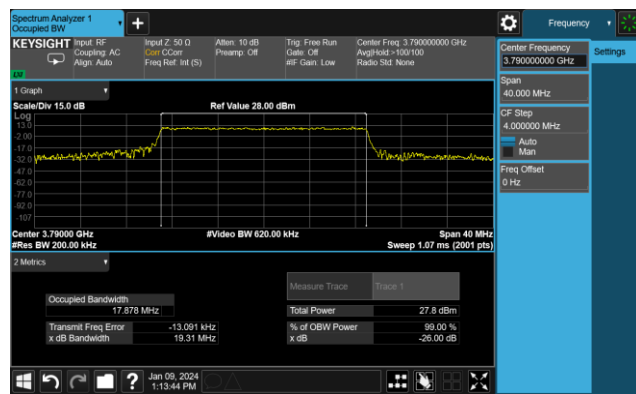 Spectrum Analyzer 1
Occupied BW
+
Frequency
KEYSIGHT
Input: RF
Coupling: AC
Align: Auto
Input Z: 50 Ω
Corr CCorr
Freq Ref: Int (S)
Atten: 10 dB
Preamp: Off
Trig: Free Run
Gate: Off
#IF Gain: Low
Center Freq: 3.790000000 GHz
Avg|Hold:>100/100
Radio Std: None
LXI
1 Graph
Scale/Div 15.0 dB
Ref Value 28.00 dBm
Log
13.0
-2.00
-17.0
-32.0
-47.0
-62.0
-77.0
-92.0
-107
Center 3.79000 GHz
#Video BW 620.00 kHz
Span 40 MHz
#Res BW 200.00 kHz
Sweep 1.07 ms (2001 pts)
2 Metrics
Measure Trace
Trace 1
Occupied Bandwidth
17.878 MHz
Total Power
27.8 dBm
Transmit Freq Error
-13.091 kHz
% of OBW Power
99.00 %
x dB Bandwidth
19.31 MHz
x dB
-26.00 dB
?
Jan 09, 2024
1:13:44 PM
Center Frequency
3.790000000 GHz
Settings
Span
40.000 MHz
CF Step
4.000000 MHz
Auto
Man
Freq Offset
0 Hz